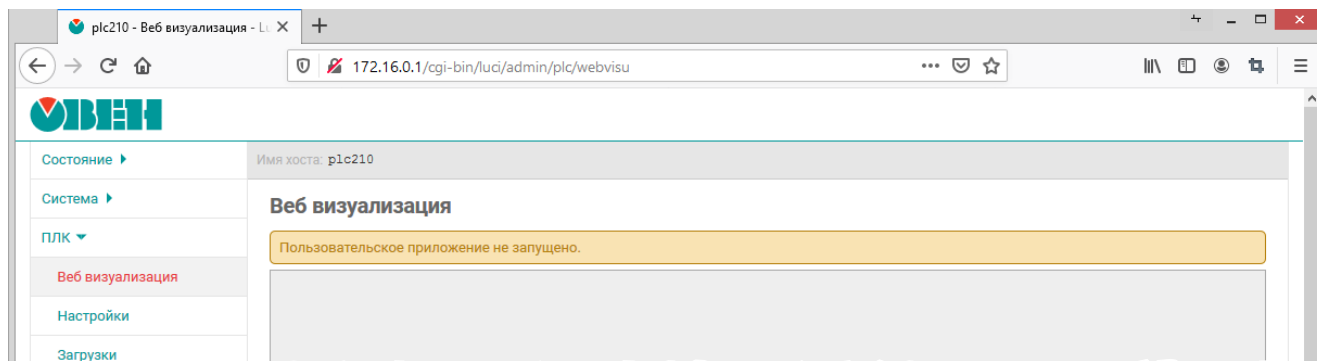 plc210 - Веб визуализация - Lu
172.16.0.1/cgi-bin/luci/admin/plc/webvisu
ОВЕН
Состояние
Имя хоста: plc210
Система
Веб визуализация
ПЛК
Пользовательское приложение не запущено.
Веб визуализация
Настройки
Загрузки